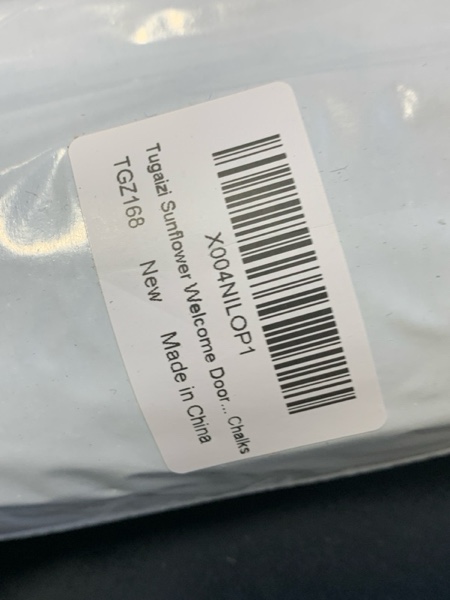 X004NILOP1
Tugaizi Sunflower Welcome Door... Chalks
TGZ168
New
Made in China